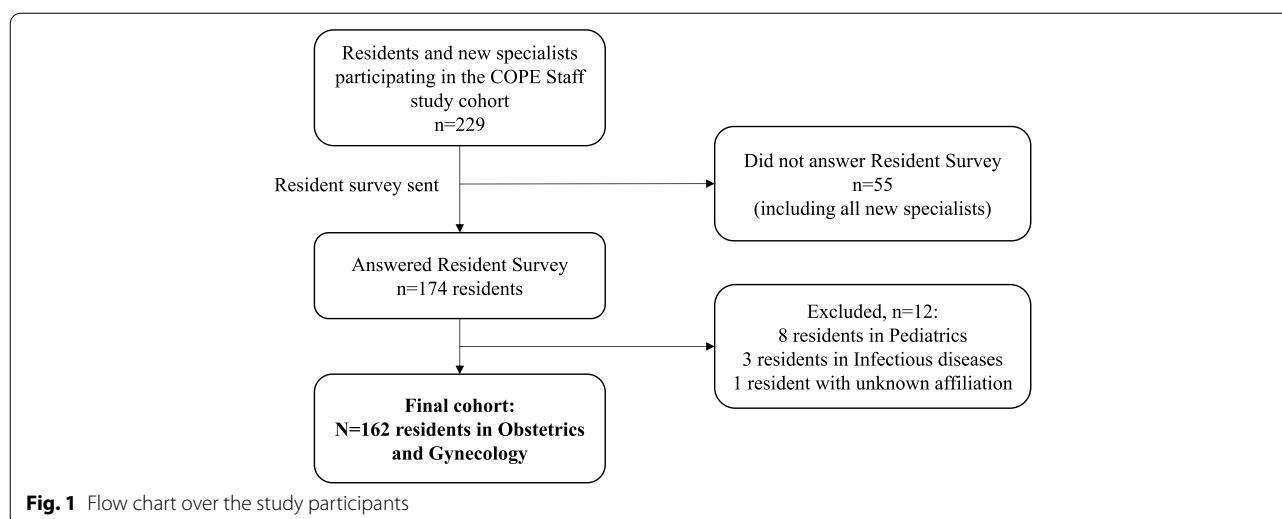 Residents and new specialists
participating in the COPE Staff
study cohort
n=229
Did not answer Resident Survey
n=55
(including all new specialists)
Resident survey sent
Answered Resident Survey
n=174 residents
Excluded, n=12:
8 residents in Pediatrics
3 residents in Infectious diseases
1 resident with unknown affiliation
Final cohort:
N=162 residents in Obstetrics
and Gynecology
Fig. 1 Flow chart over the study participants